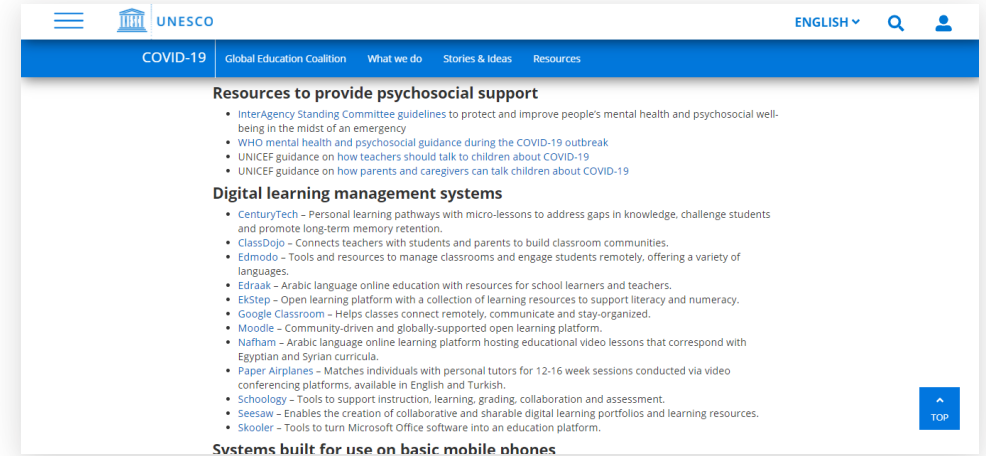 UNESCO
ENGLISH
COVID-19 Global Education Coalition What we do Stories & Ideas Resources
Resources to provide psychosocial support
• InterAgency Standing Committee guidelines to protect and improve people's mental health and psychosocial well-
being in the midst of an emergency
• WHO mental health and psychosocial guidance during the COVID-19 outbreak
• UNICEF guidance on how teachers should talk to children about COVID-19
• UNICEF guidance on how parents and caregivers can talk children about COVID-19
Digital learning management systems
• CenturyTech – Personal learning pathways with micro-lessons to address gaps in knowledge, challenge students
and promote long-term memory retention.
• ClassDojo – Connects teachers with students and parents to build classroom communities.
• Edmodo – Tools and resources to manage classrooms and engage students remotely, offering a variety of
languages.
• Edraak – Arabic language online education with resources for school learners and teachers.
• EkStep – Open learning platform with a collection of learning resources to support literacy and numeracy.
• Google Classroom – Helps classes connect remotely, communicate and stay-organized.
• Moodle – Community-driven and globally-supported open learning platform.
• Nafham – Arabic language online learning platform hosting educational video lessons that correspond with
Egyptian and Syrian curricula.
• Paper Airplanes – Matches individuals with personal tutors for 12-16 week sessions conducted via video
conferencing platforms, available in English and Turkish.
• Schoology – Tools to support instruction, learning, grading, collaboration and assessment.
• Seesaw – Enables the creation of collaborative and sharable digital learning portfolios and learning resources.
• Skooler – Tools to turn Microsoft Office software into an education platform.
TOP
Systems built for use on basic mobile phones